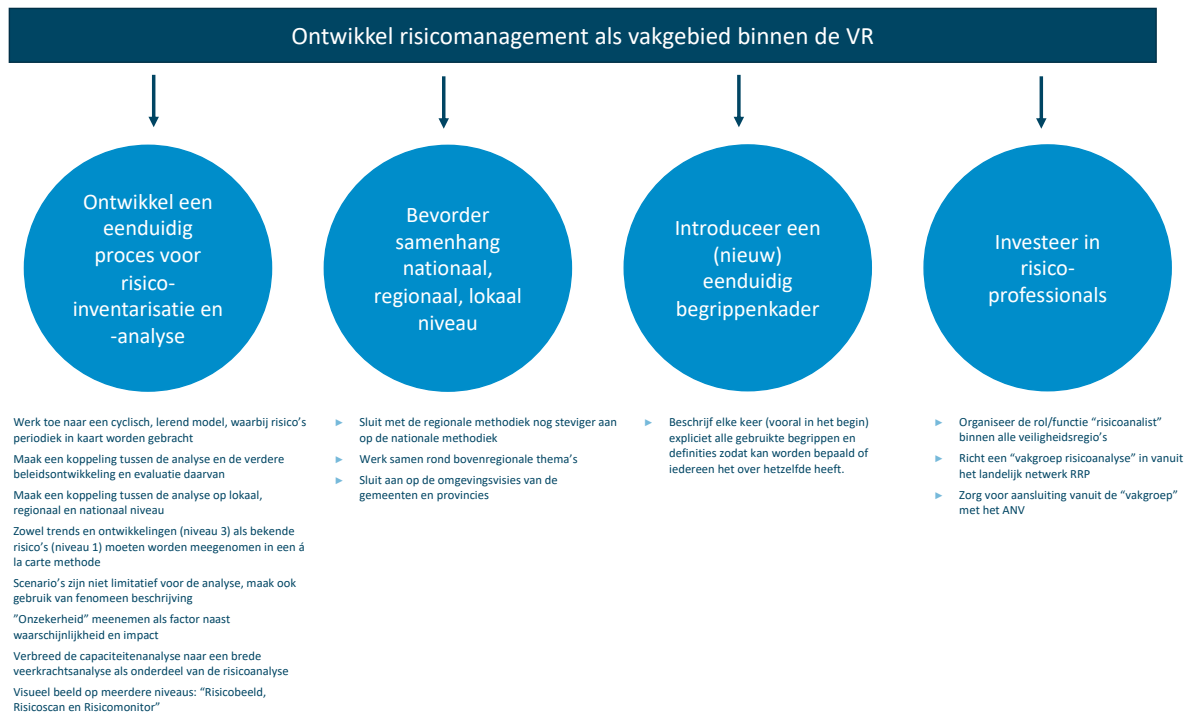 Ontwikkel risicomanagement als vakgebied binnen de VR
Ontwikkel een
eenduidig
proces voor
risico-
inventarisatie en
-analyse
Bevorder
samenhang
nationaal,
regionaal, lokaal
niveau
Introduceer een
(nieuw)
eenduidig
begrippenkader
Investeer in
risico-
professionals
Werk toe naar een cyclisch, lerend model, waarbij risico’s
periodiek in kaart worden gebracht
Maak een koppeling tussen de analyse en de verdere
beleidsontwikkeling en evaluatie daarvan
Maak een koppeling tussen de analyse op lokaal,
regionaal en nationaal niveau
Zowel trends en ontwikkelingen (niveau 3) als bekende
risico’s (niveau 1) moeten worden meegenomen in een á
la carte methode
Scenario’s zijn niet limitatief voor de analyse, maak ook
gebruik van fenomeen beschrijving
”Onzekerheid” meenemen als factor naast
waarschijnlijkheid en impact
Verbreed de capaciteitenanalyse naar een brede
veerkrachtsanalyse als onderdeel van de risicoanalyse
Visueel beeld op meerdere niveaus: “Risicobeeld,
Risicoscan en Risicomonitor”
► Sluit met de regionale methodiek nog steviger aan
op de nationale methodiek
► Werk samen rond bovenregionale thema’s
► Sluit aan op de omgevingsvisies van de
gemeenten en provincies
► Beschrijf elke keer (vooral in het begin)
expliciet alle gebruikte begrippen en
definities zodat kan worden bepaald of
iedereen het over hetzelfde heeft.
► Organiseer de rol/functie “risicoanalist”
binnen alle veiligheidsregio’s
► Richt een “vakgroep risicoanalyse” in vanuit
het landelijk netwerk RRP
► Zorg voor aansluiting vanuit de “vakgroep”
met het ANV